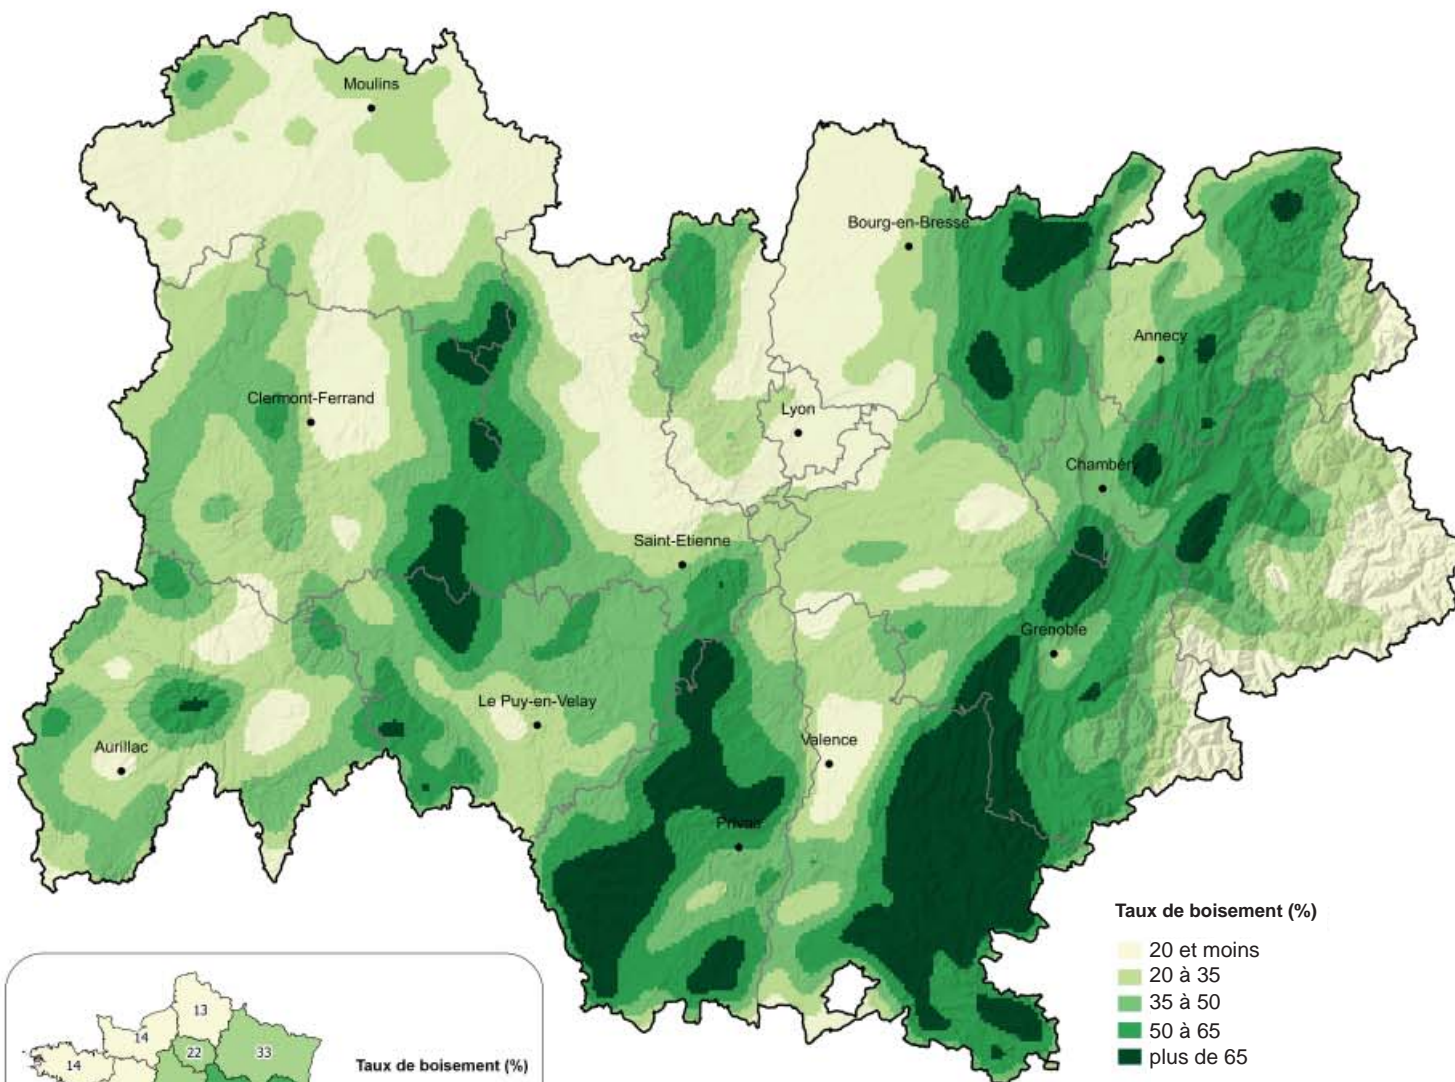 Moulins
Bourg-en-Bresse
Annecy
Clermont-Ferrand
Lyon
Chambéry
Saint-Etienne
Grenoble
Le Puy-en-Velay
Valence
Aurillac
Privas
Taux de boisement (%)
20 et moins
20 à 35
35 à 50
50 à 65
plus de 65
13
14
22
33
14
Taux de boisement (%)